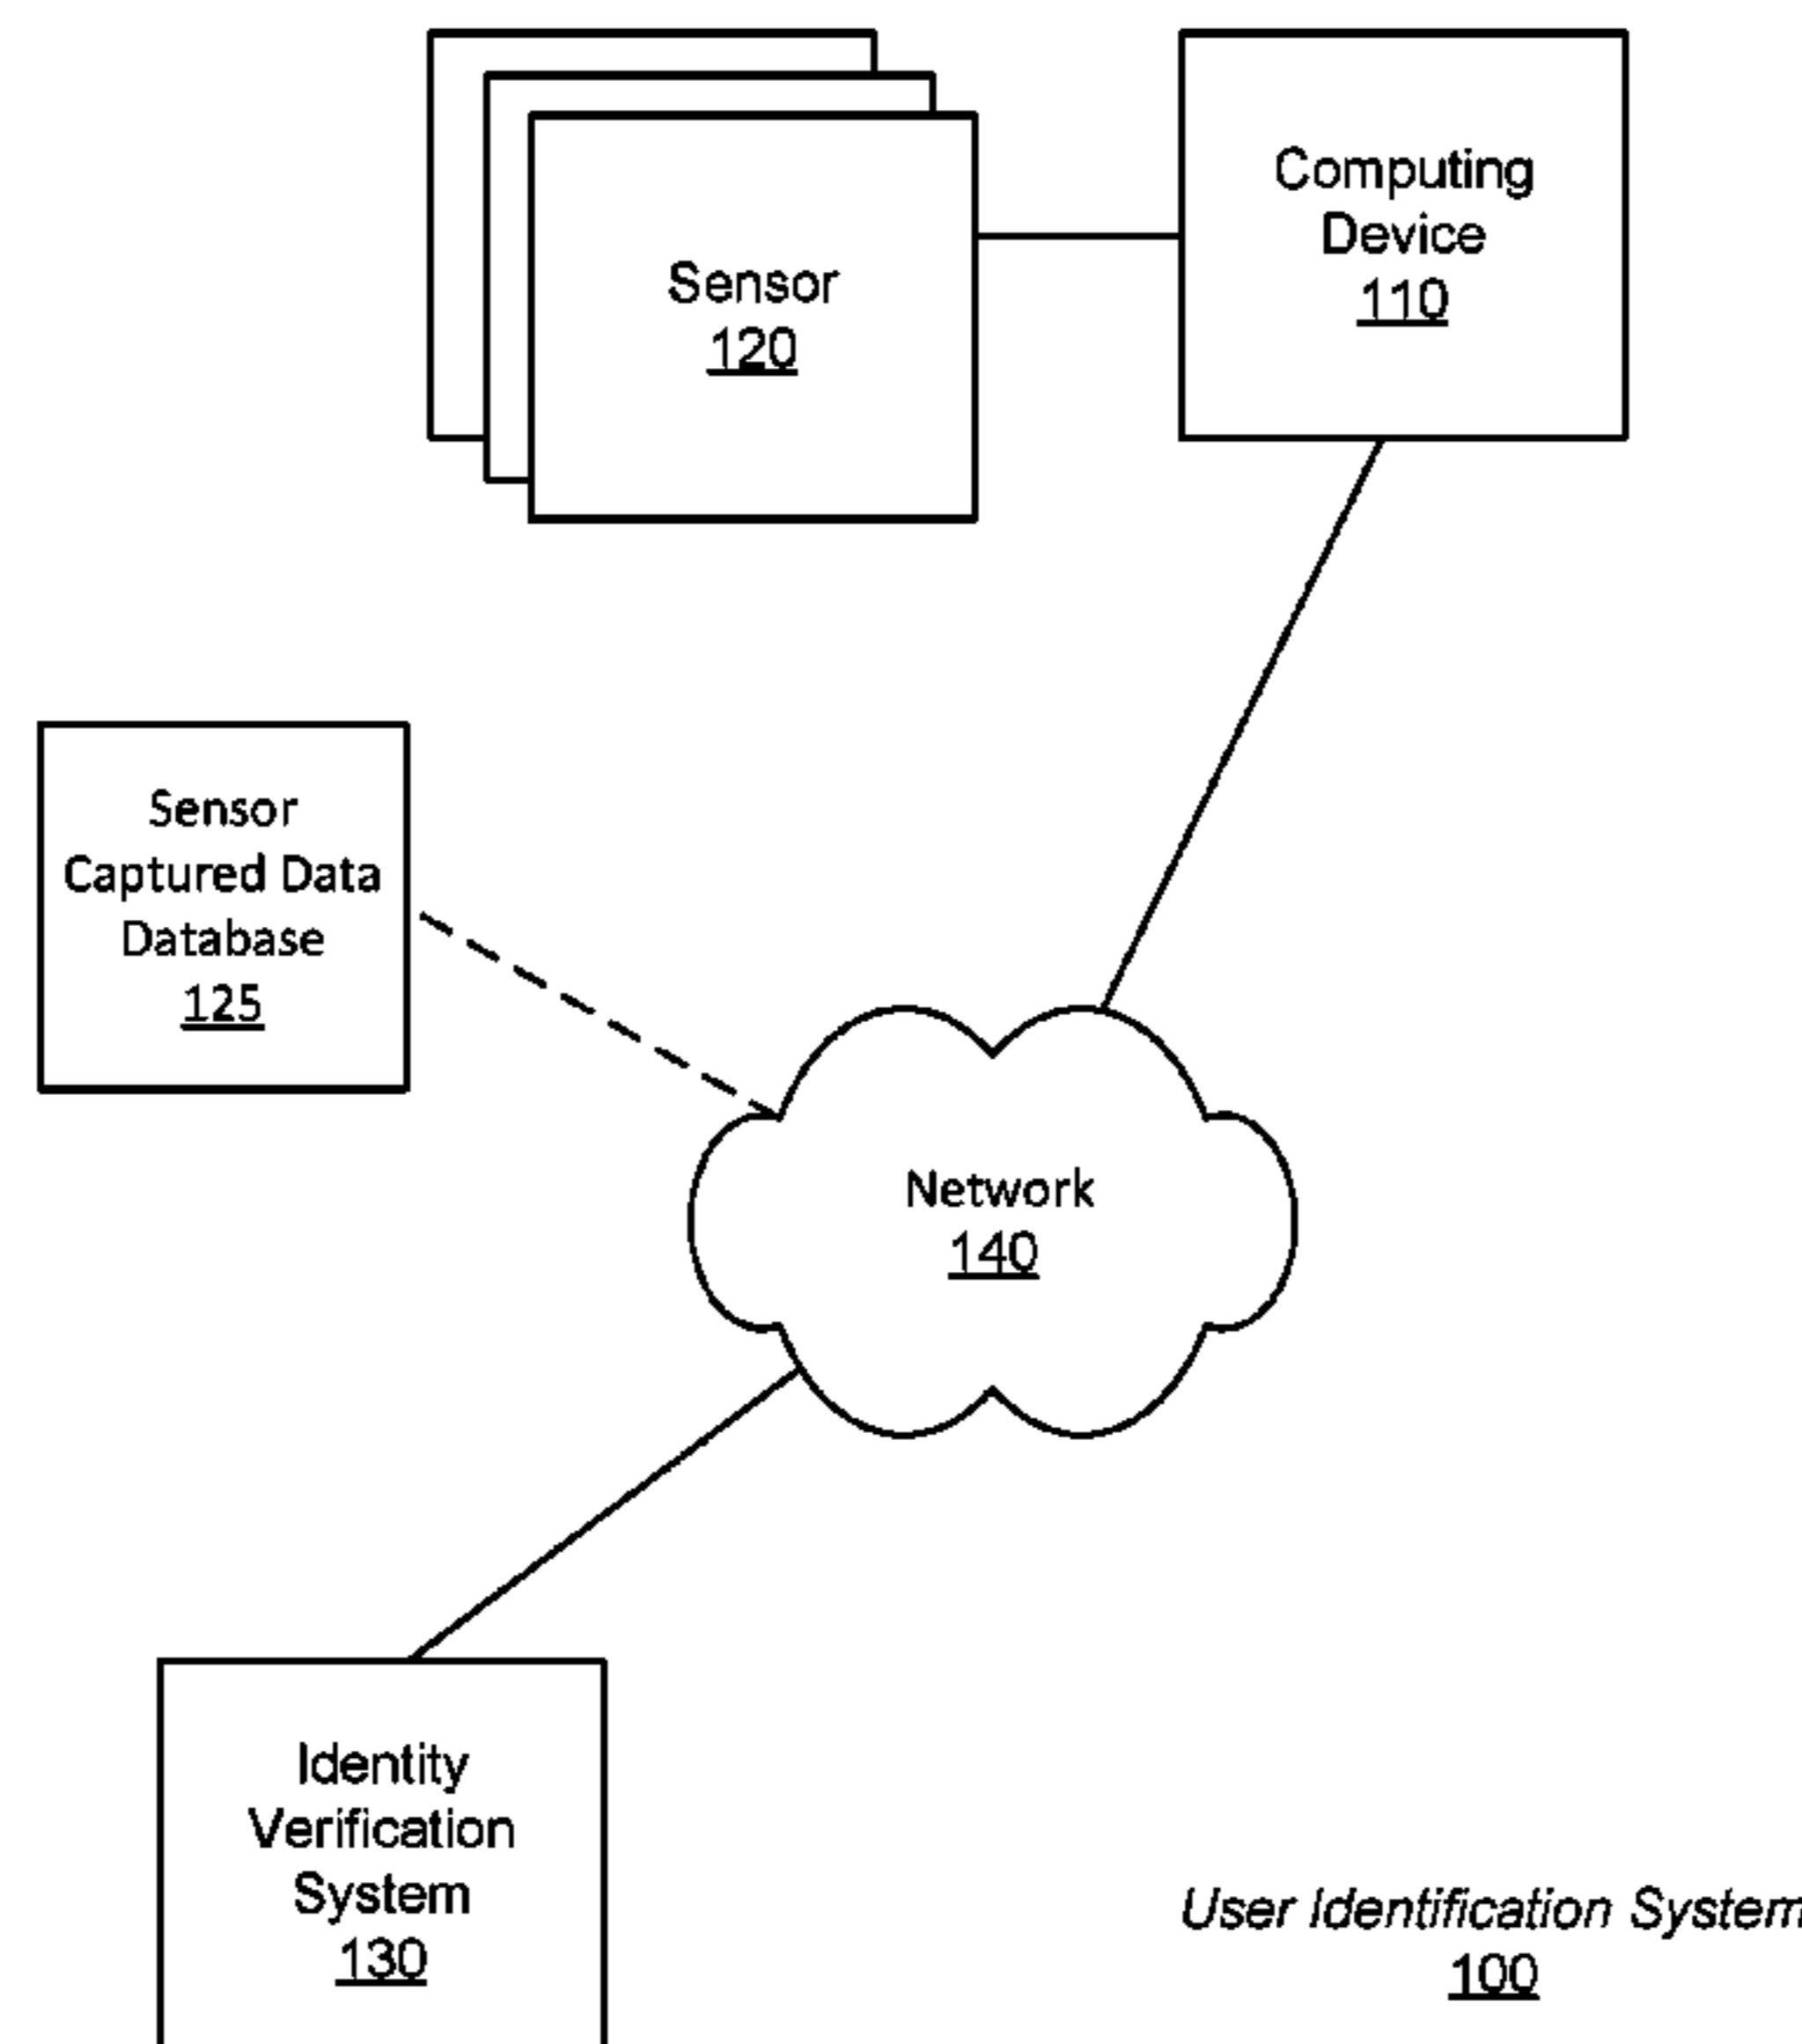 Computing
Device
110
Sensor
120
Sensor
Captured Data
Database
125
Network
140
Identity
Verification
System
130
User Identification System
100